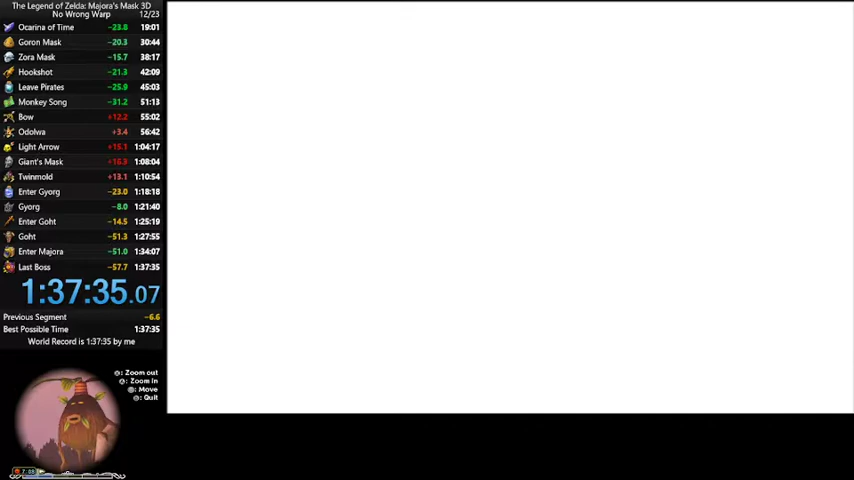 The Legend of Zelda: Majora's Mask 3D
No Wrong Warp 12/23
Ocarina of Time -23.8 19:01
Goron Mask -20.3 30:44
Zora Mask -15.7 38:17
Hookshot -21.3 42:09
Leave Pirates -25.9 45:03
Monkey Song -31.2 51:13
Bow +12.2 55:02
Odolwa +3.4 56:42
Light Arrow +15.1 1:04:17
Giant's Mask +16.3 1:08:04
Twinmold +13.1 1:10:54
Enter Gyorg -23.0 1:18:18
Gyorg -8.0 1:21:40
Enter Goht -14.5 1:25:19
Goht -51.3 1:27:55
Enter Majora -51.0 1:34:07
Last Boss -57.7 1:37:35
1:37:35.07
Previous Segment -6.6
Best Possible Time 1:37:35
World Record is 1:37:35 by me
: Zoom out
: Zoom in
: Move
: Quit